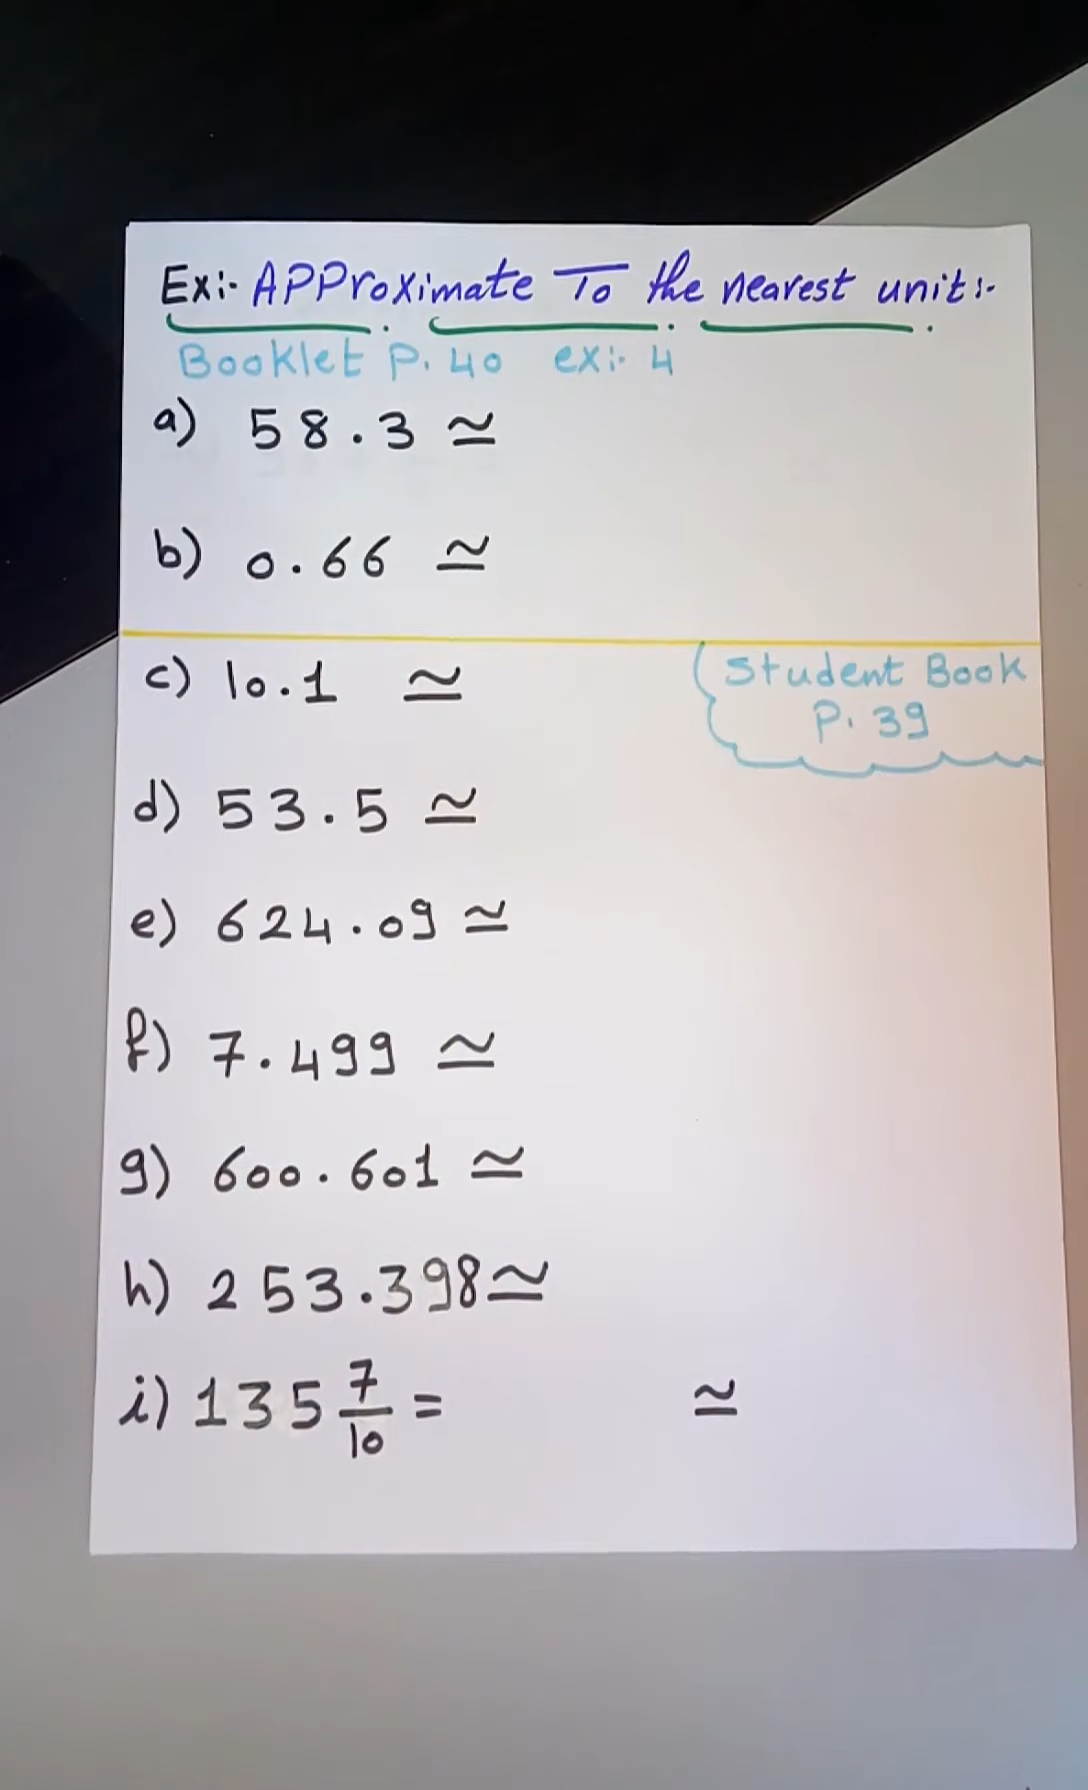 Ex:- APProximate To the nearest unit:-
Booklet P. 40 ex:- 4
a) 58.3 ≃
b) 0.66 ≃
c) 10.1 ≃
Student Book
P. 39
d) 53.5 ≃
e) 624.09 ≃
f) 7.499 ≃
g) 600.601 ≃
h) 253.398 ≃
i) 135 7/10 = ≃